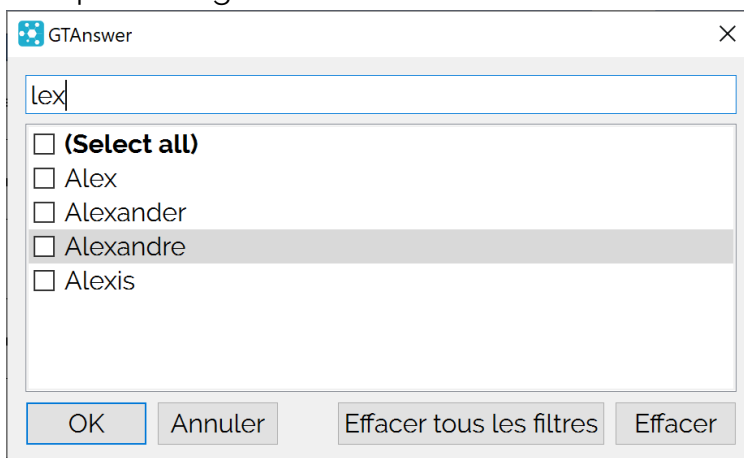 GTAnswer
lex
(Select all)
Alex
Alexander
Alexandre
Alexis
OK Annuler Effacer tous les filtres Effacer